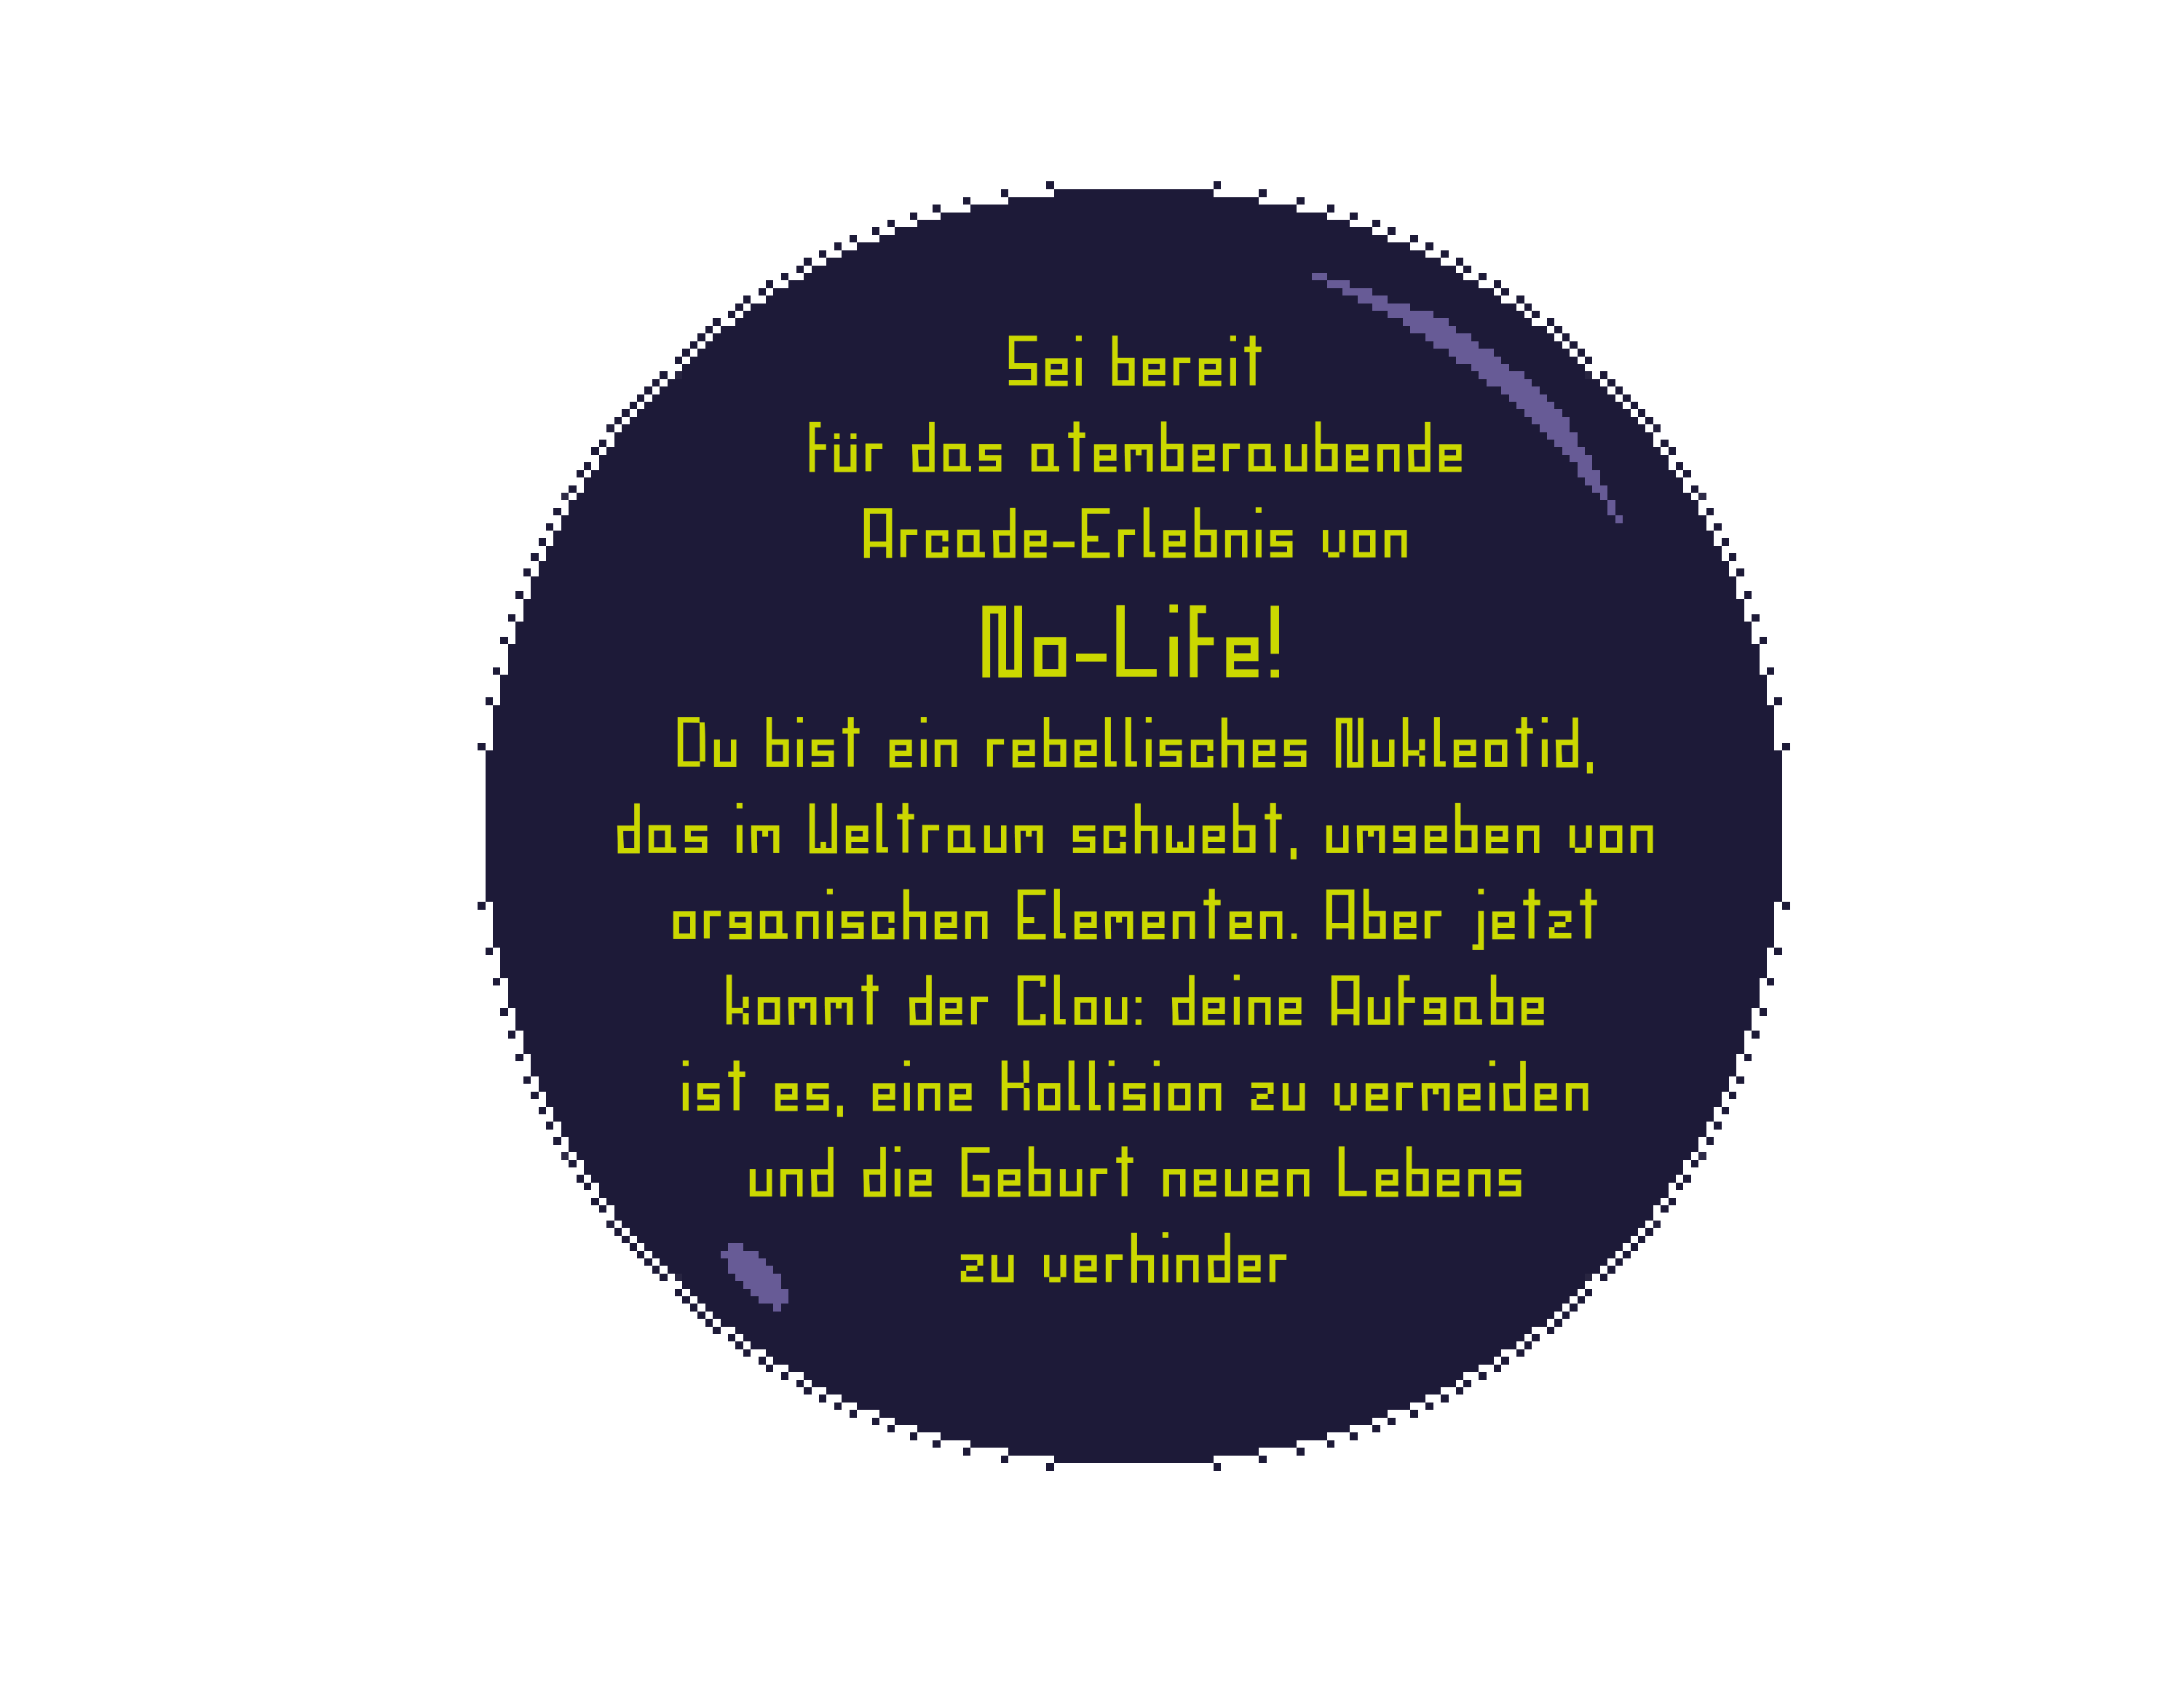 Sei bereit
für das atemberaubende
Arcade-Erlebnis von
No-Life!
Du bist ein rebellisches Nukleotid,
das im Weltraum schwebt, umgeben von
organischen Elementen. Aber jetzt
kommt der Clou: deine Aufgabe
ist es, eine Kollision zu vermeiden
und die Geburt neuen Lebens
zu verhinder